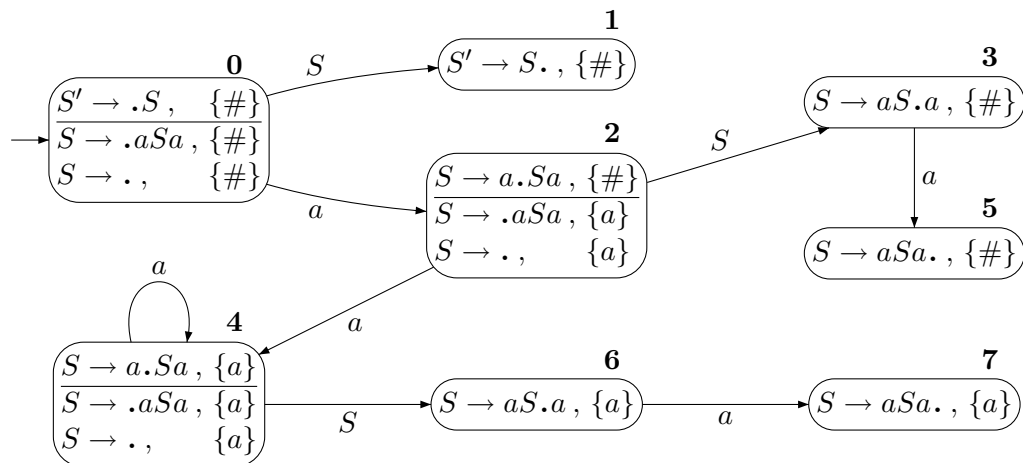 0
S′ → .S , {#}
S → .aSa , {#}
S → . , {#}
S
1
S′ → S. , {#}
a
2
S → a.Sa , {#}
S → .aSa , {a}
S → . , {a}
S
3
S → aS.a , {#}
a
5
S → aSa. , {#}
a
a
4
S → a.Sa , {a}
S → .aSa , {a}
S → . , {a}
S
6
S → aS.a , {a}
a
7
S → aSa. , {a}